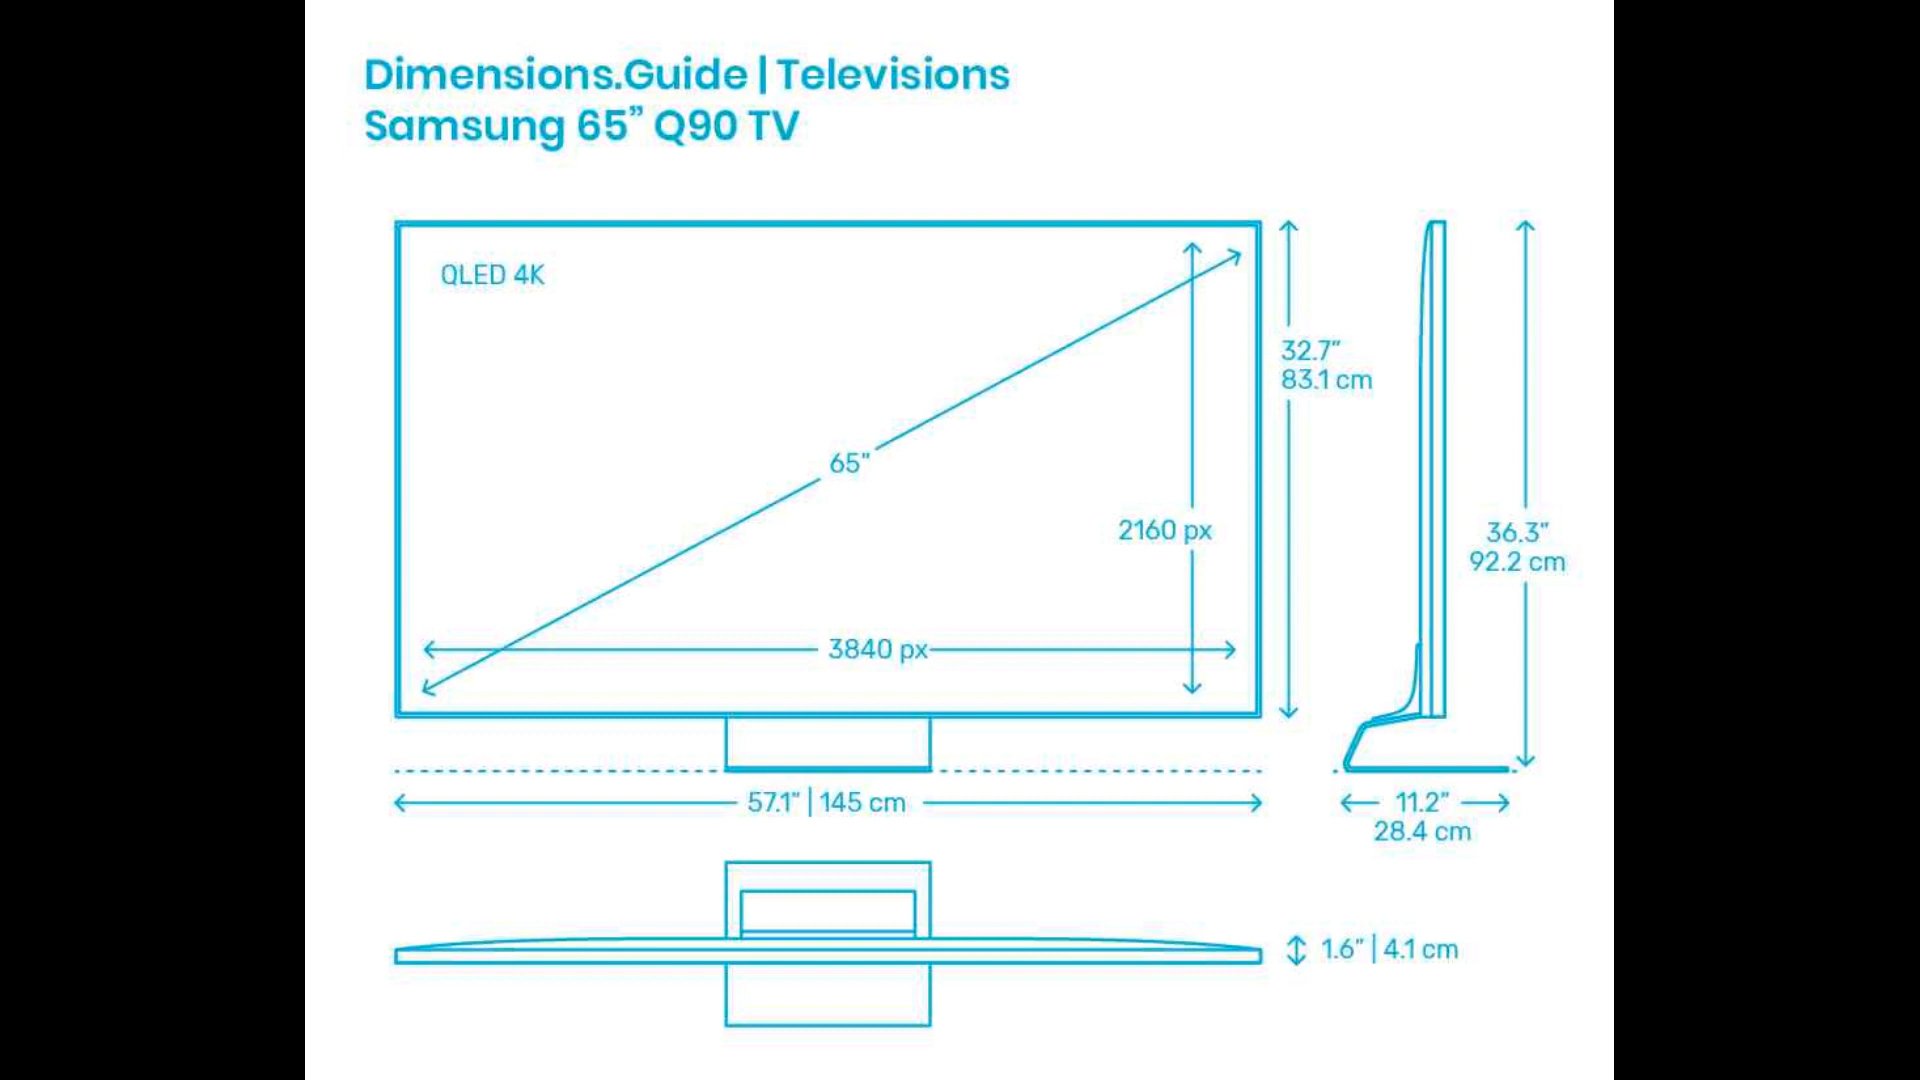 Dimensions.Guide | Televisions
Samsung 65” Q90 TV
QLED 4K
32.7”
83.1 cm
65”
2160 px
36.3”
92.2 cm
3840 px
57.1” | 145 cm
11.2”
28.4 cm
1.6” | 4.1 cm